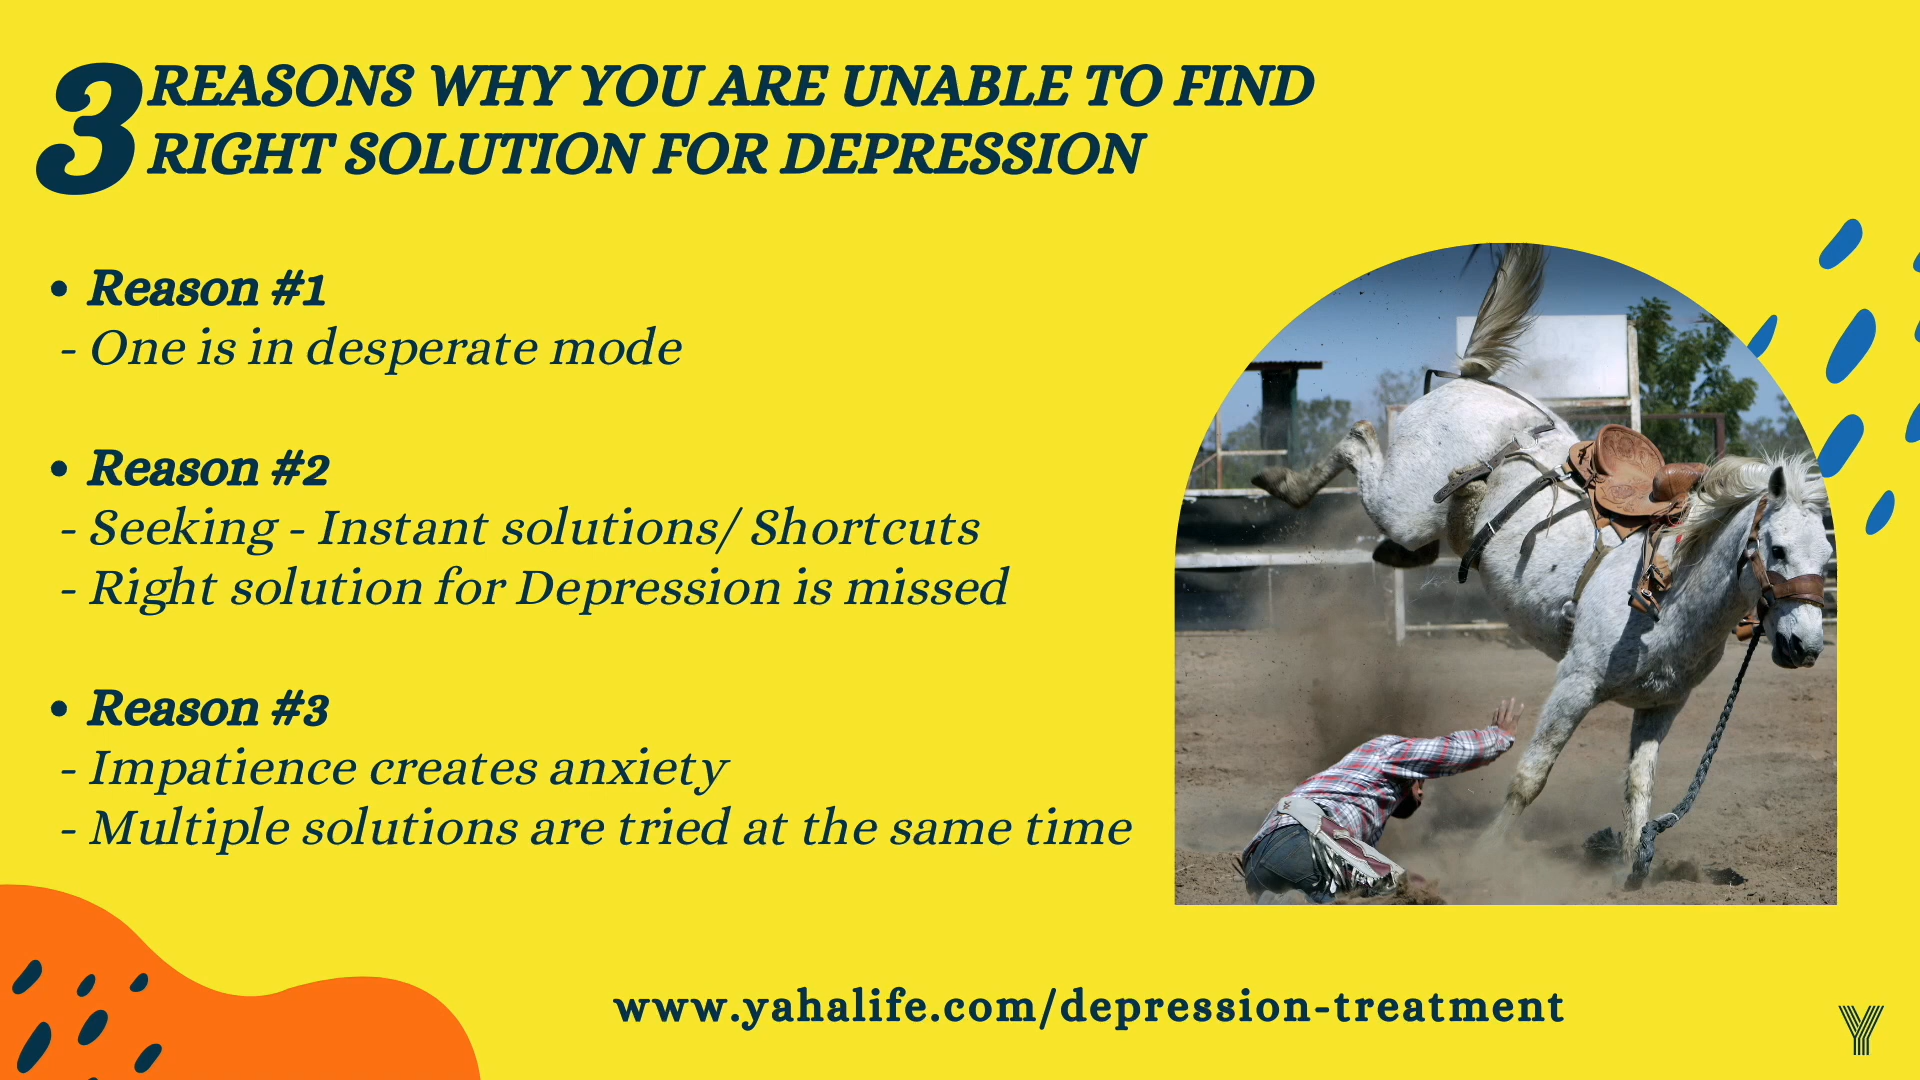 3 REASONS WHY YOU ARE UNABLE TO FIND
RIGHT SOLUTION FOR DEPRESSION
• Reason #1
- One is in desperate mode
• Reason #2
- Seeking - Instant solutions/ Shortcuts
- Right solution for Depression is missed
• Reason #3
- Impatience creates anxiety
- Multiple solutions are tried at the same time
www.yahalife.com/depression-treatment
Y